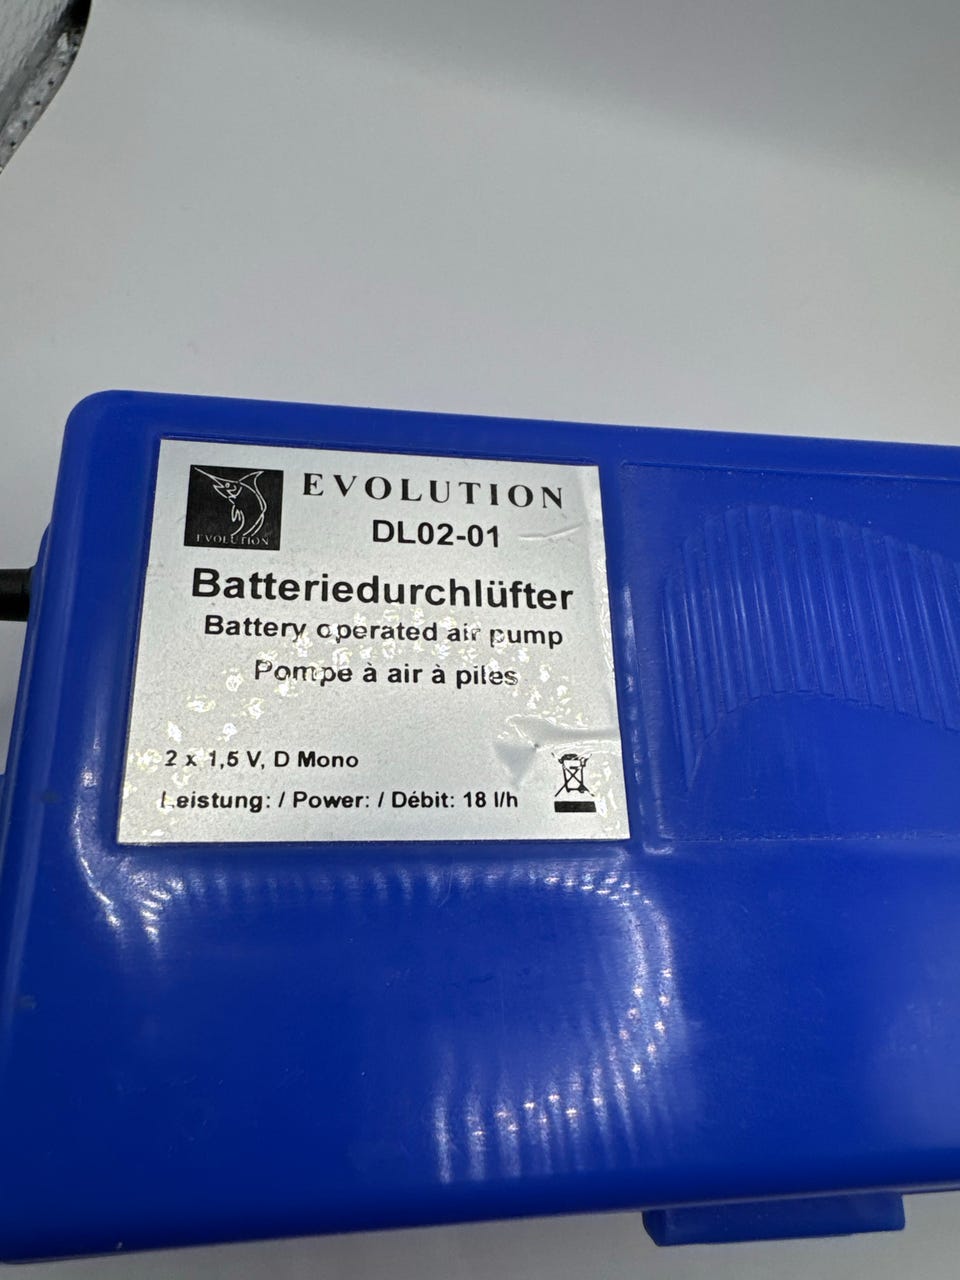 EVOLUTION
EVOLUTION
DL02-01
Batteriedurchlüfter
Battery operated air pump
Pompe à air à piles
2 x 1,5 V, D Mono
Leistung: / Power: / Débit: 18 l/h